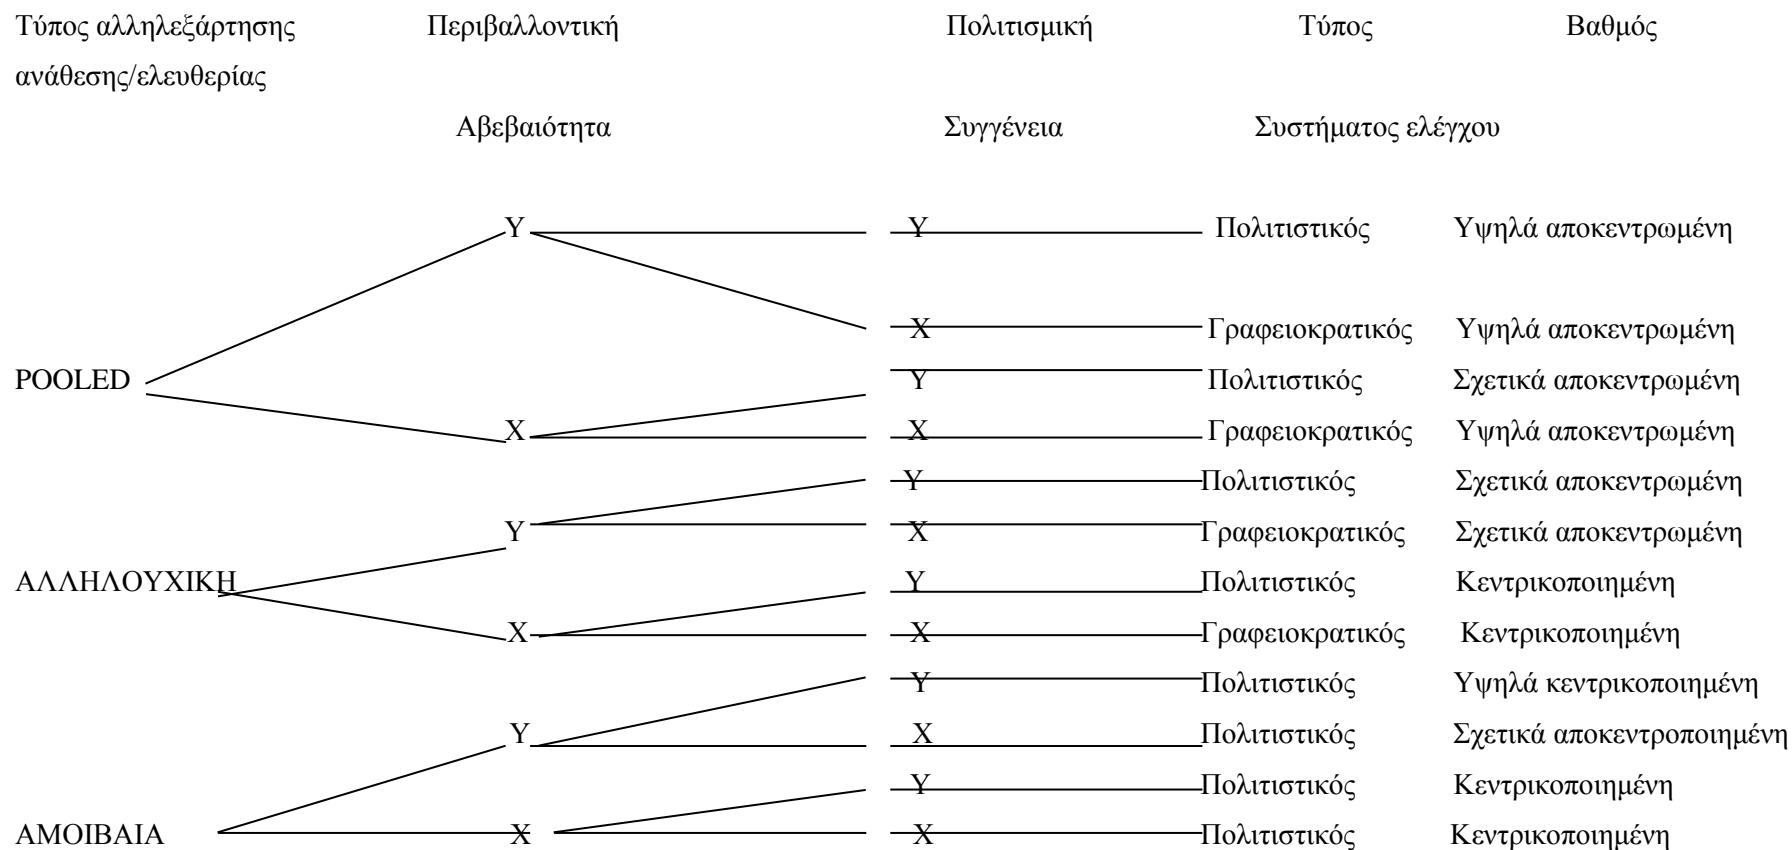 Τύπος αλληλεξάρτησης Περιβαλλοντική Πολιτισμική Τύπος Βαθμός
ανάθεσης/ελευθερίας
Αβεβαιότητα Συγγένεια Συστήματος ελέγχου
Υ Υ Πολιτιστικός Υψηλά αποκεντρωμένη
Χ Γραφειοκρατικός Υψηλά αποκεντρωμένη
POOLED Υ Πολιτιστικός Σχετικά αποκεντρωμένη
Χ Χ Γραφειοκρατικός Υψηλά αποκεντρωμένη
Υ Πολιτιστικός Σχετικά αποκεντρωμένη
Υ Χ Γραφειοκρατικός Σχετικά αποκεντρωμένη
ΑΛΛΗΛΟΥΧΙΚΗ Υ Πολιτιστικός Κεντρικοποιημένη
Χ Χ Γραφειοκρατικός Κεντρικοποιημένη
Υ Πολιτιστικός Υψηλά κεντρικοποιημένη
Υ Χ Πολιτιστικός Σχετικά αποκεντροποιημένη
Υ Πολιτιστικός Κεντρικοποιημένη
ΑΜΟΙΒΑΙΑ Χ Χ Πολιτιστικός Κεντρικοποιημένη